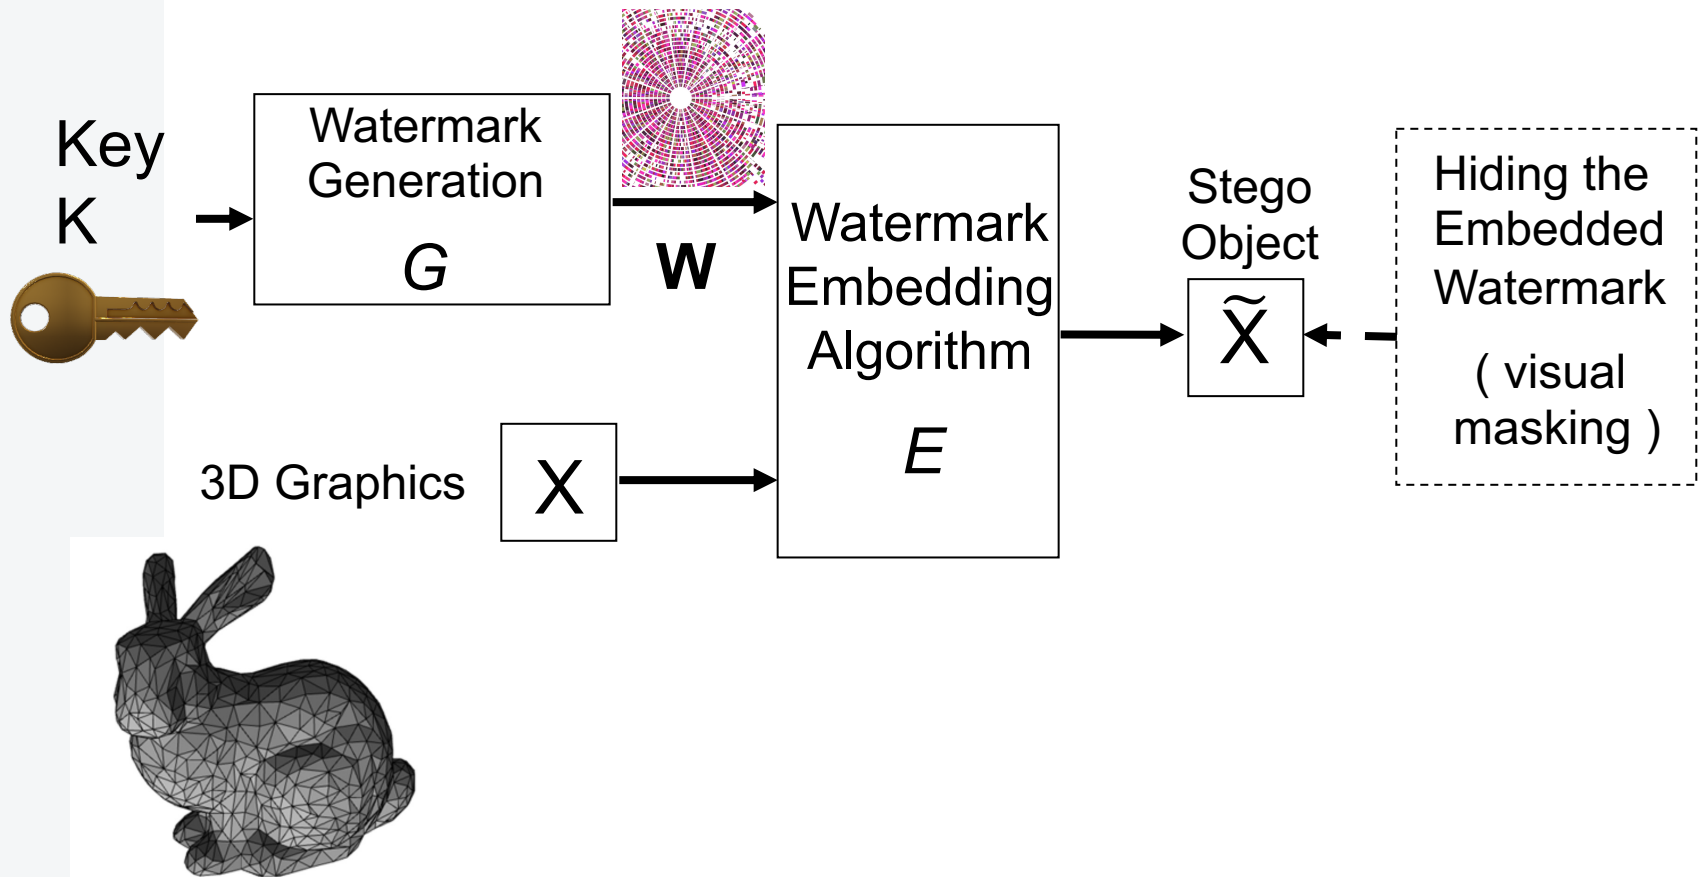 Key
K
Watermark
Generation
G
W
3D Graphics
X
Watermark
Embedding
Algorithm
E
Stego
Object
X̃
Hiding the
Embedded
Watermark
( visual
masking )